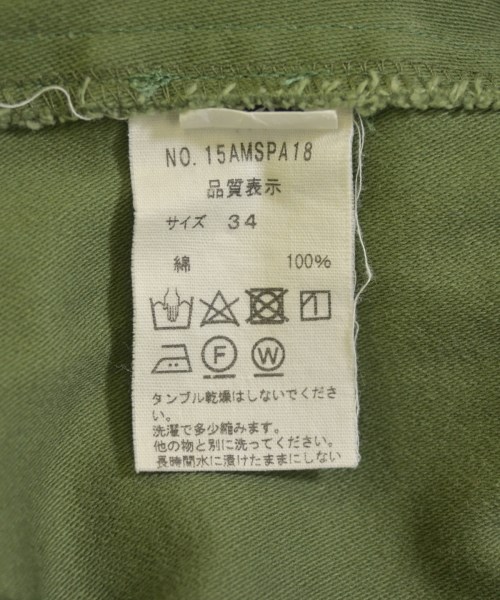 NO. 15AMSPA18
品質表示
サイズ 34
綿 100%
F W
タンブル乾燥はしないでくださ
い。
洗濯で多少縮みます。
他の物と別に洗ってください。
長時間水に漬けたままにしない